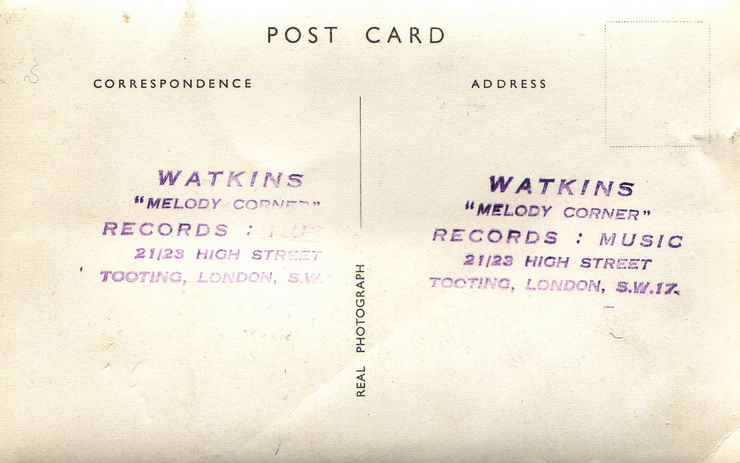 POST CARD
CORRESPONDENCE
ADDRESS
WATKINS
"MELODY CORNER"
RECORDS :
21/23 HIGH STREET
TOOTING, LONDON, S.W.
REAL PHOTOGRAPH
WATKINS
"MELODY CORNER"
RECORDS : MUSIC
21/23 HIGH STREET
TOOTING, LONDON, S.W.17.